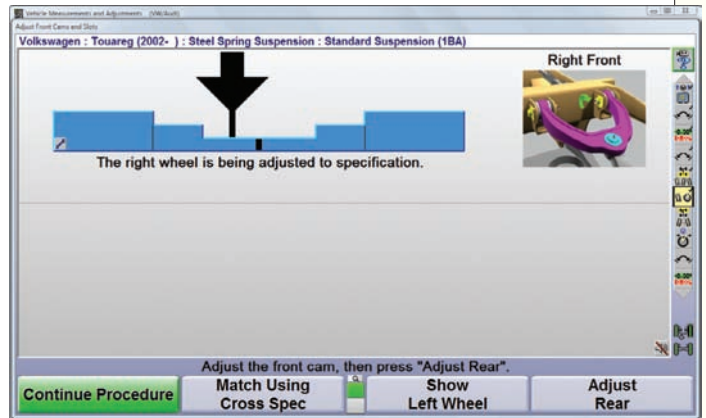 Vehicle Measurements and Adjustments (VW/Audi)
Adjust Front Cams and Slots
Volkswagen : Touareg (2002- ) : Steel Spring Suspension : Standard Suspension (1BA)
Right Front
The right wheel is being adjusted to specification.
Adjust the front cam, then press "Adjust Rear".
Continue Procedure
Match Using
Cross Spec
Show
Left Wheel
Adjust
Rear